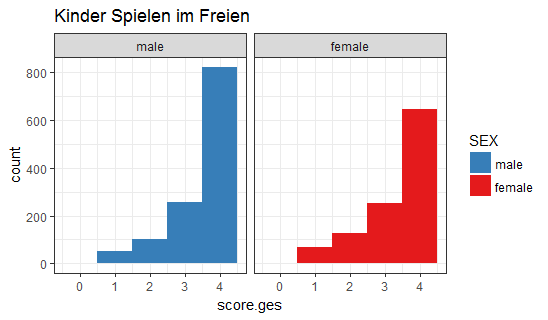 Kinder Spielen im Freien
male
female
800
600
400
200
0
count
0 1 2 3 4
0 1 2 3 4
score.ges
SEX
male
female